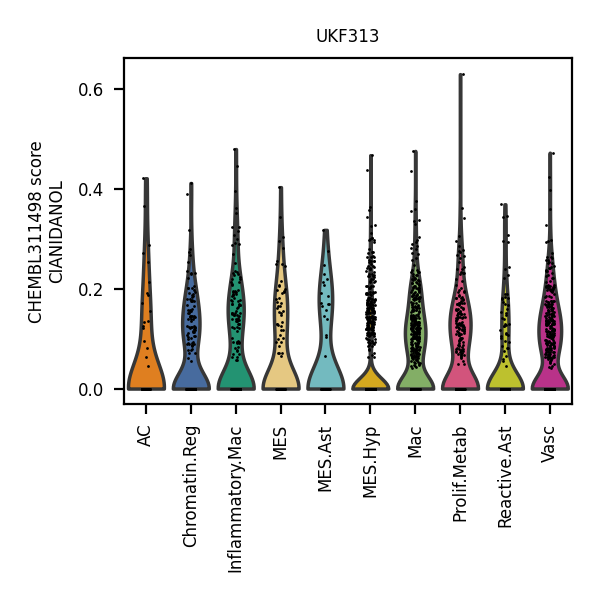 UKF313
CHEMBL311498 score
CIANIDANOL
0.6
0.4
0.2
0.0
AC
Chromatin.Reg
Inflammatory.Mac
MES
MES.Ast
MES.Hyp
Mac
Prolif.Metab
Reactive.Ast
Vasc